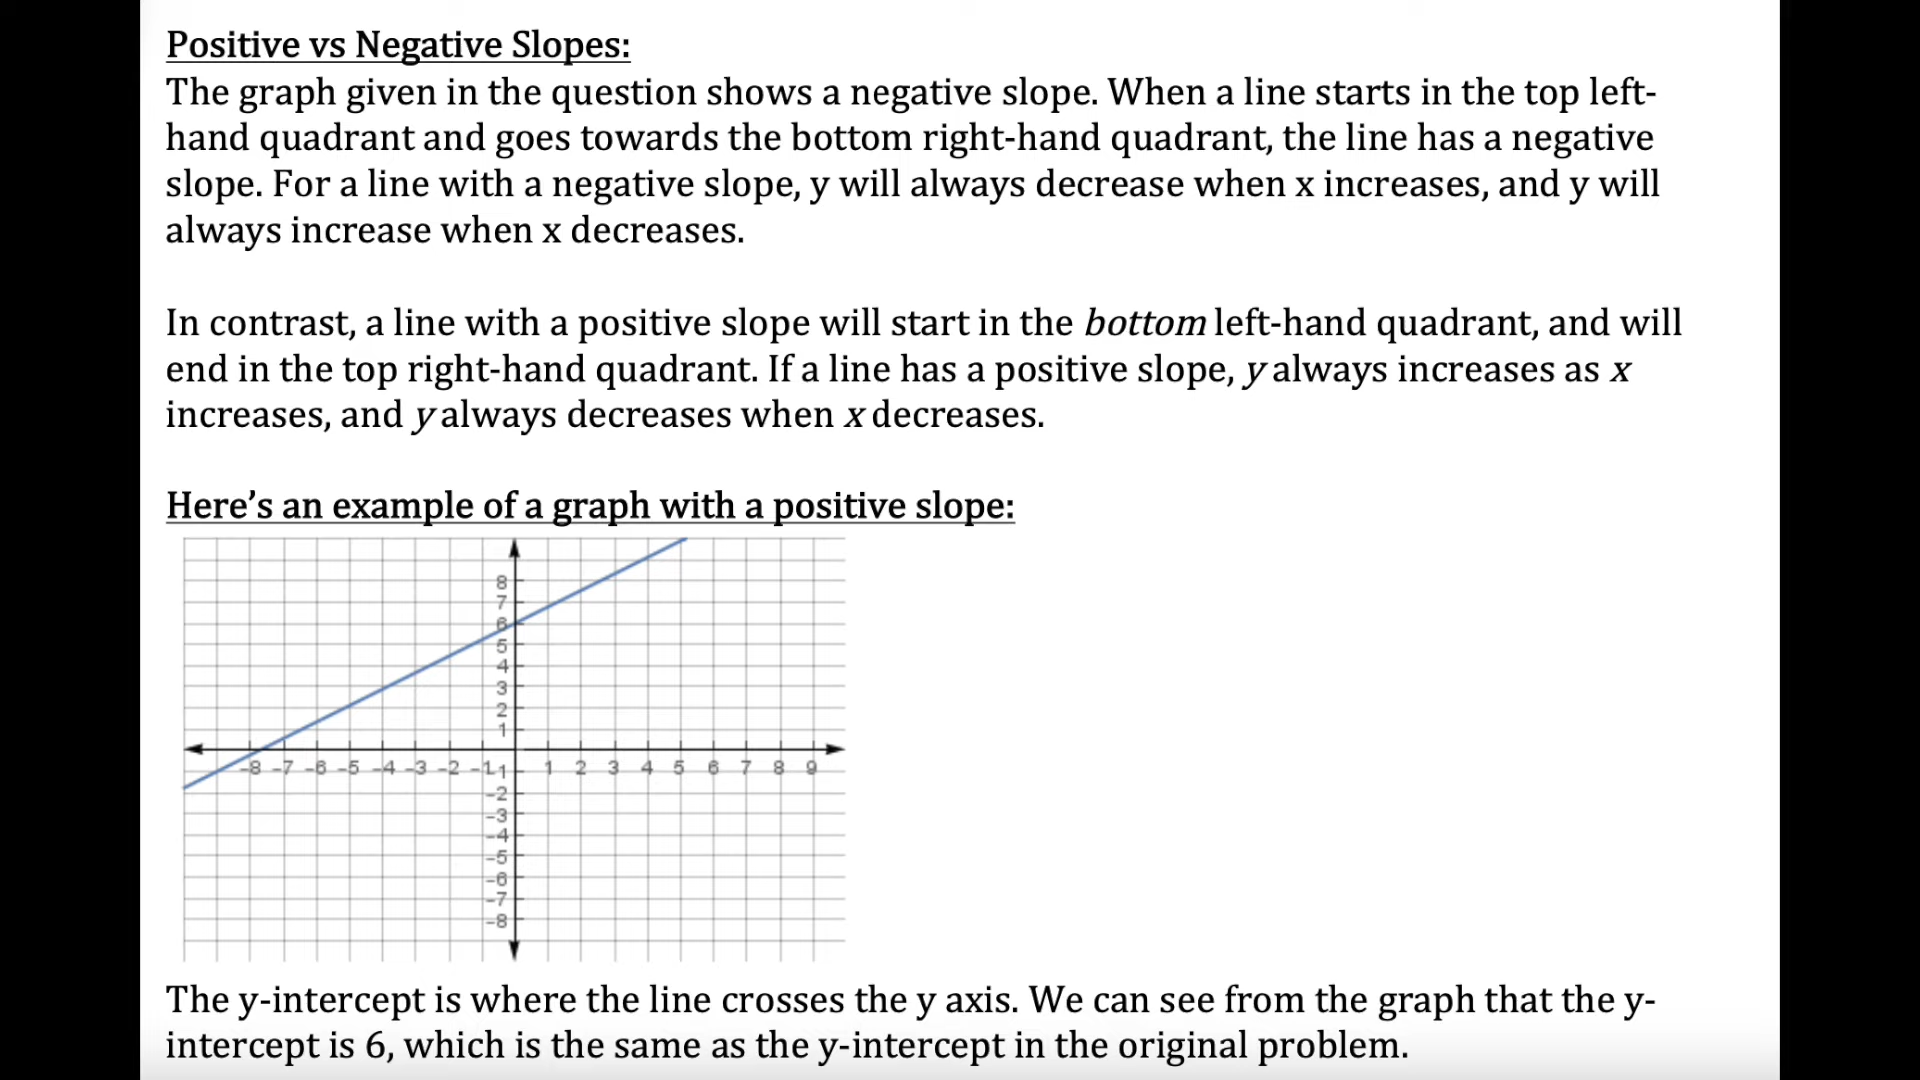 Positive vs Negative Slopes:
The graph given in the question shows a negative slope. When a line starts in the top left-
hand quadrant and goes towards the bottom right-hand quadrant, the line has a negative
slope. For a line with a negative slope, y will always decrease when x increases, and y will
always increase when x decreases.
In contrast, a line with a positive slope will start in the bottom left-hand quadrant, and will
end in the top right-hand quadrant. If a line has a positive slope, y always increases as x
increases, and y always decreases when x decreases.
Here’s an example of a graph with a positive slope:
8
7
6
5
4
3
2
1
-8 -7 -6 -5 -4 -3 -2 -1 1 2 3 4 5 6 7 8 9
-1
-2
-3
-4
-5
-6
-7
-8
The y-intercept is where the line crosses the y axis. We can see from the graph that the y-
intercept is 6, which is the same as the y-intercept in the original problem.